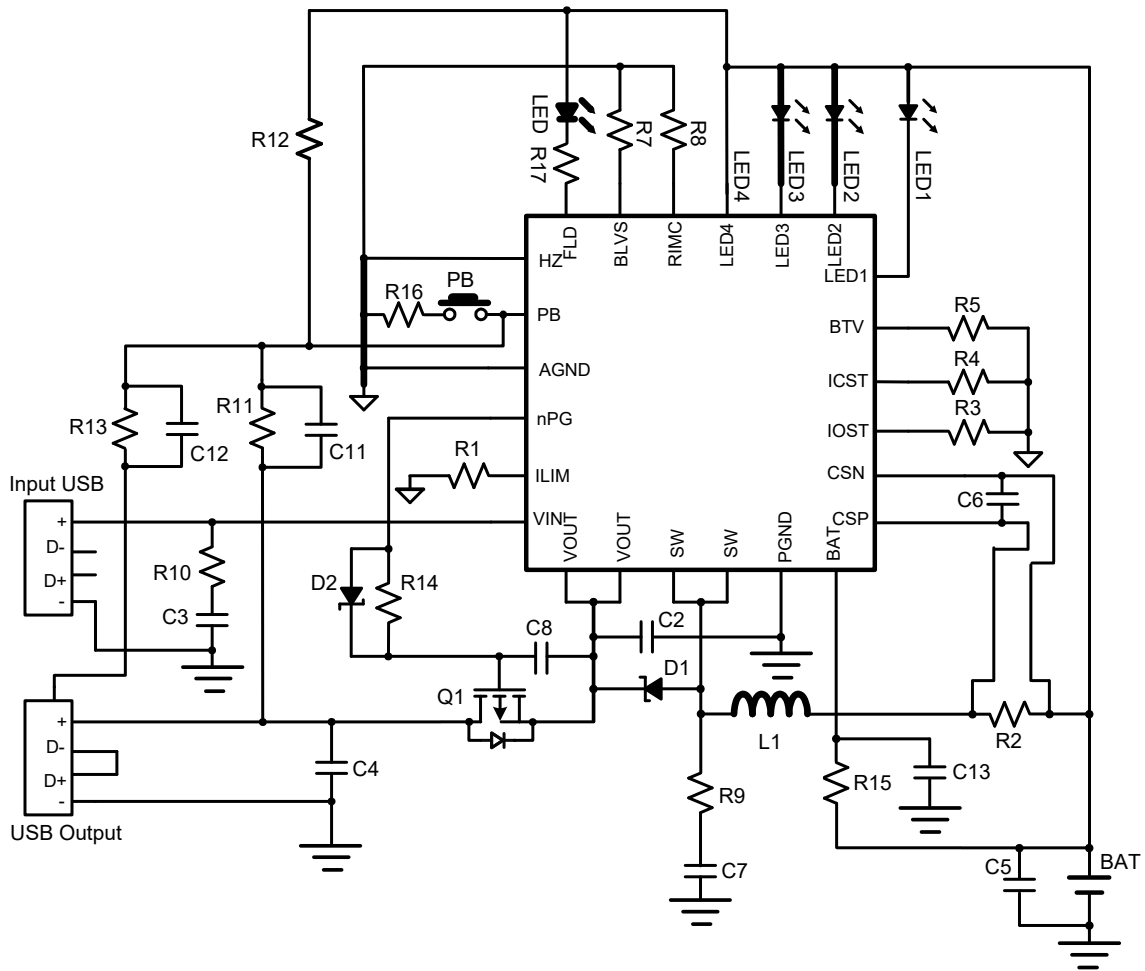 R12
LED
R17
R7
R8
LED4
LED3
LED2
LED1
FLD
BLVS
RIMC
LED4
LED3
LED2
LED1
HZ
R16
PB
PB
AGND
nPG
ILIM
VIN
R1
BTV
ICST
IOST
CSN
CSP
R5
R4
R3
C6
VOUT
VOUT
SW
SW
PGND
BAT
R13
C12
R11
C11
Input USB
+
D-
D+
-
R10
C3
D2
R14
C8
C2
D1
Q1
L1
R2
+
D-
D+
-
USB Output
C4
R9
C7
R15
C13
C5
BAT